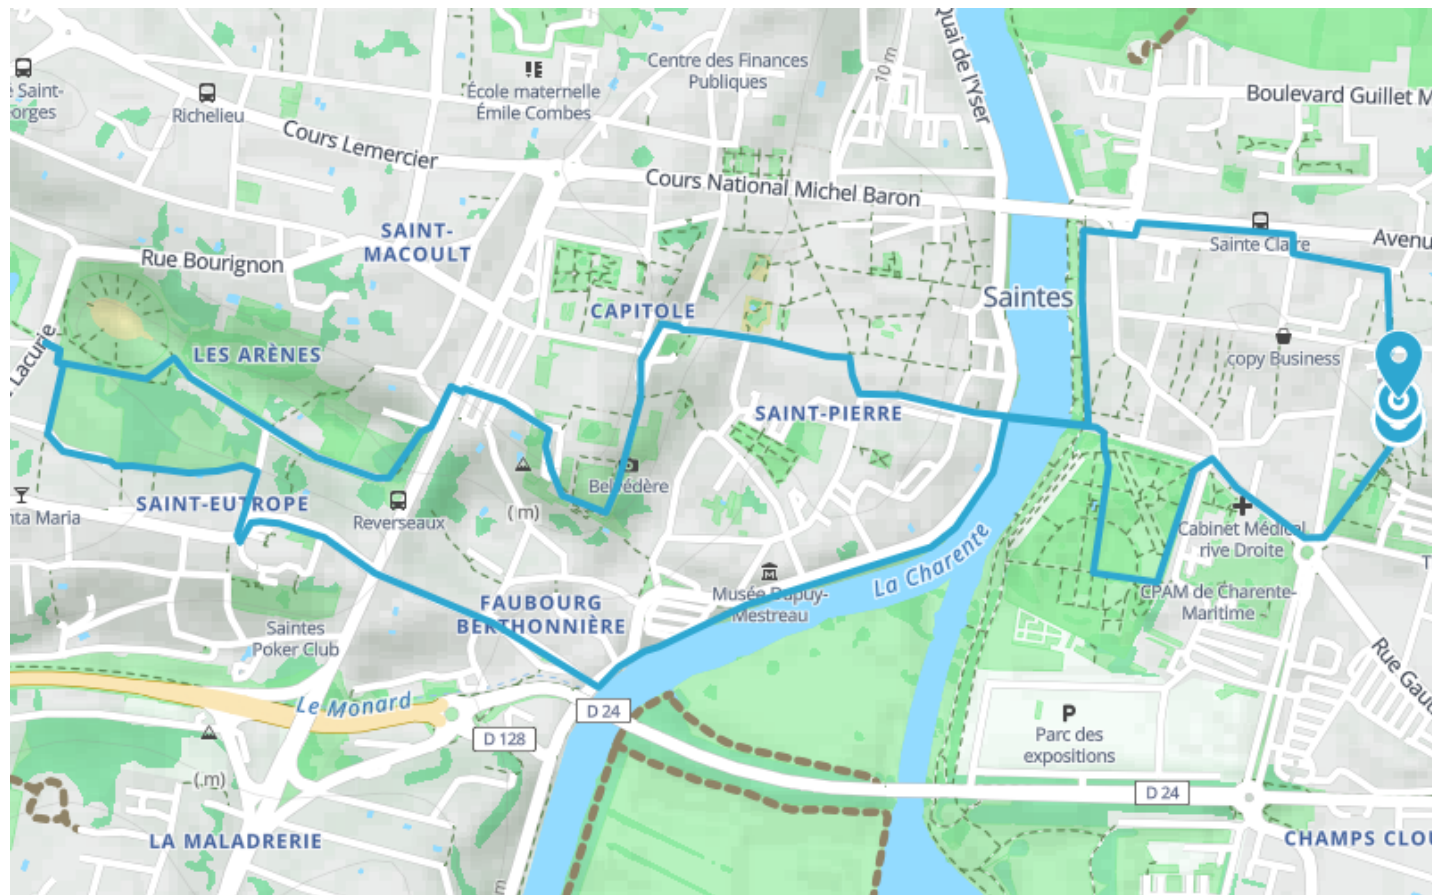 Quai de l'Yser
10 m
Centre des Finances
Publiques
Boulevard Guillet M
Saint-
orges
Richelieu
École maternelle
Émile Combes
Cours Lemercier
Cours National Michel Baron
SAINT-
MACOULT
Rue Bourignon
Sainte Claire
Avenu
Saintes
CAPITOLE
Lacurie
LES ARÈNES
copy Business
SAINT-PIERRE
Belvédère
SAINT-EUTROPE
nta Maria
Reverseaux
( m)
Cabinet Médical
rive Droite
La Charente
Musée Dupuy-
Mestreau
CPAM de Charente-
Maritime
FAUBOURG
BERTHONNIÈRE
Saintes
Poker Club
Rue Gau
Le Monard
D 24
D 128
P
Parc des
expositions
(.m)
D 24
LA MALADRERIE
CHAMPS CLOU
m